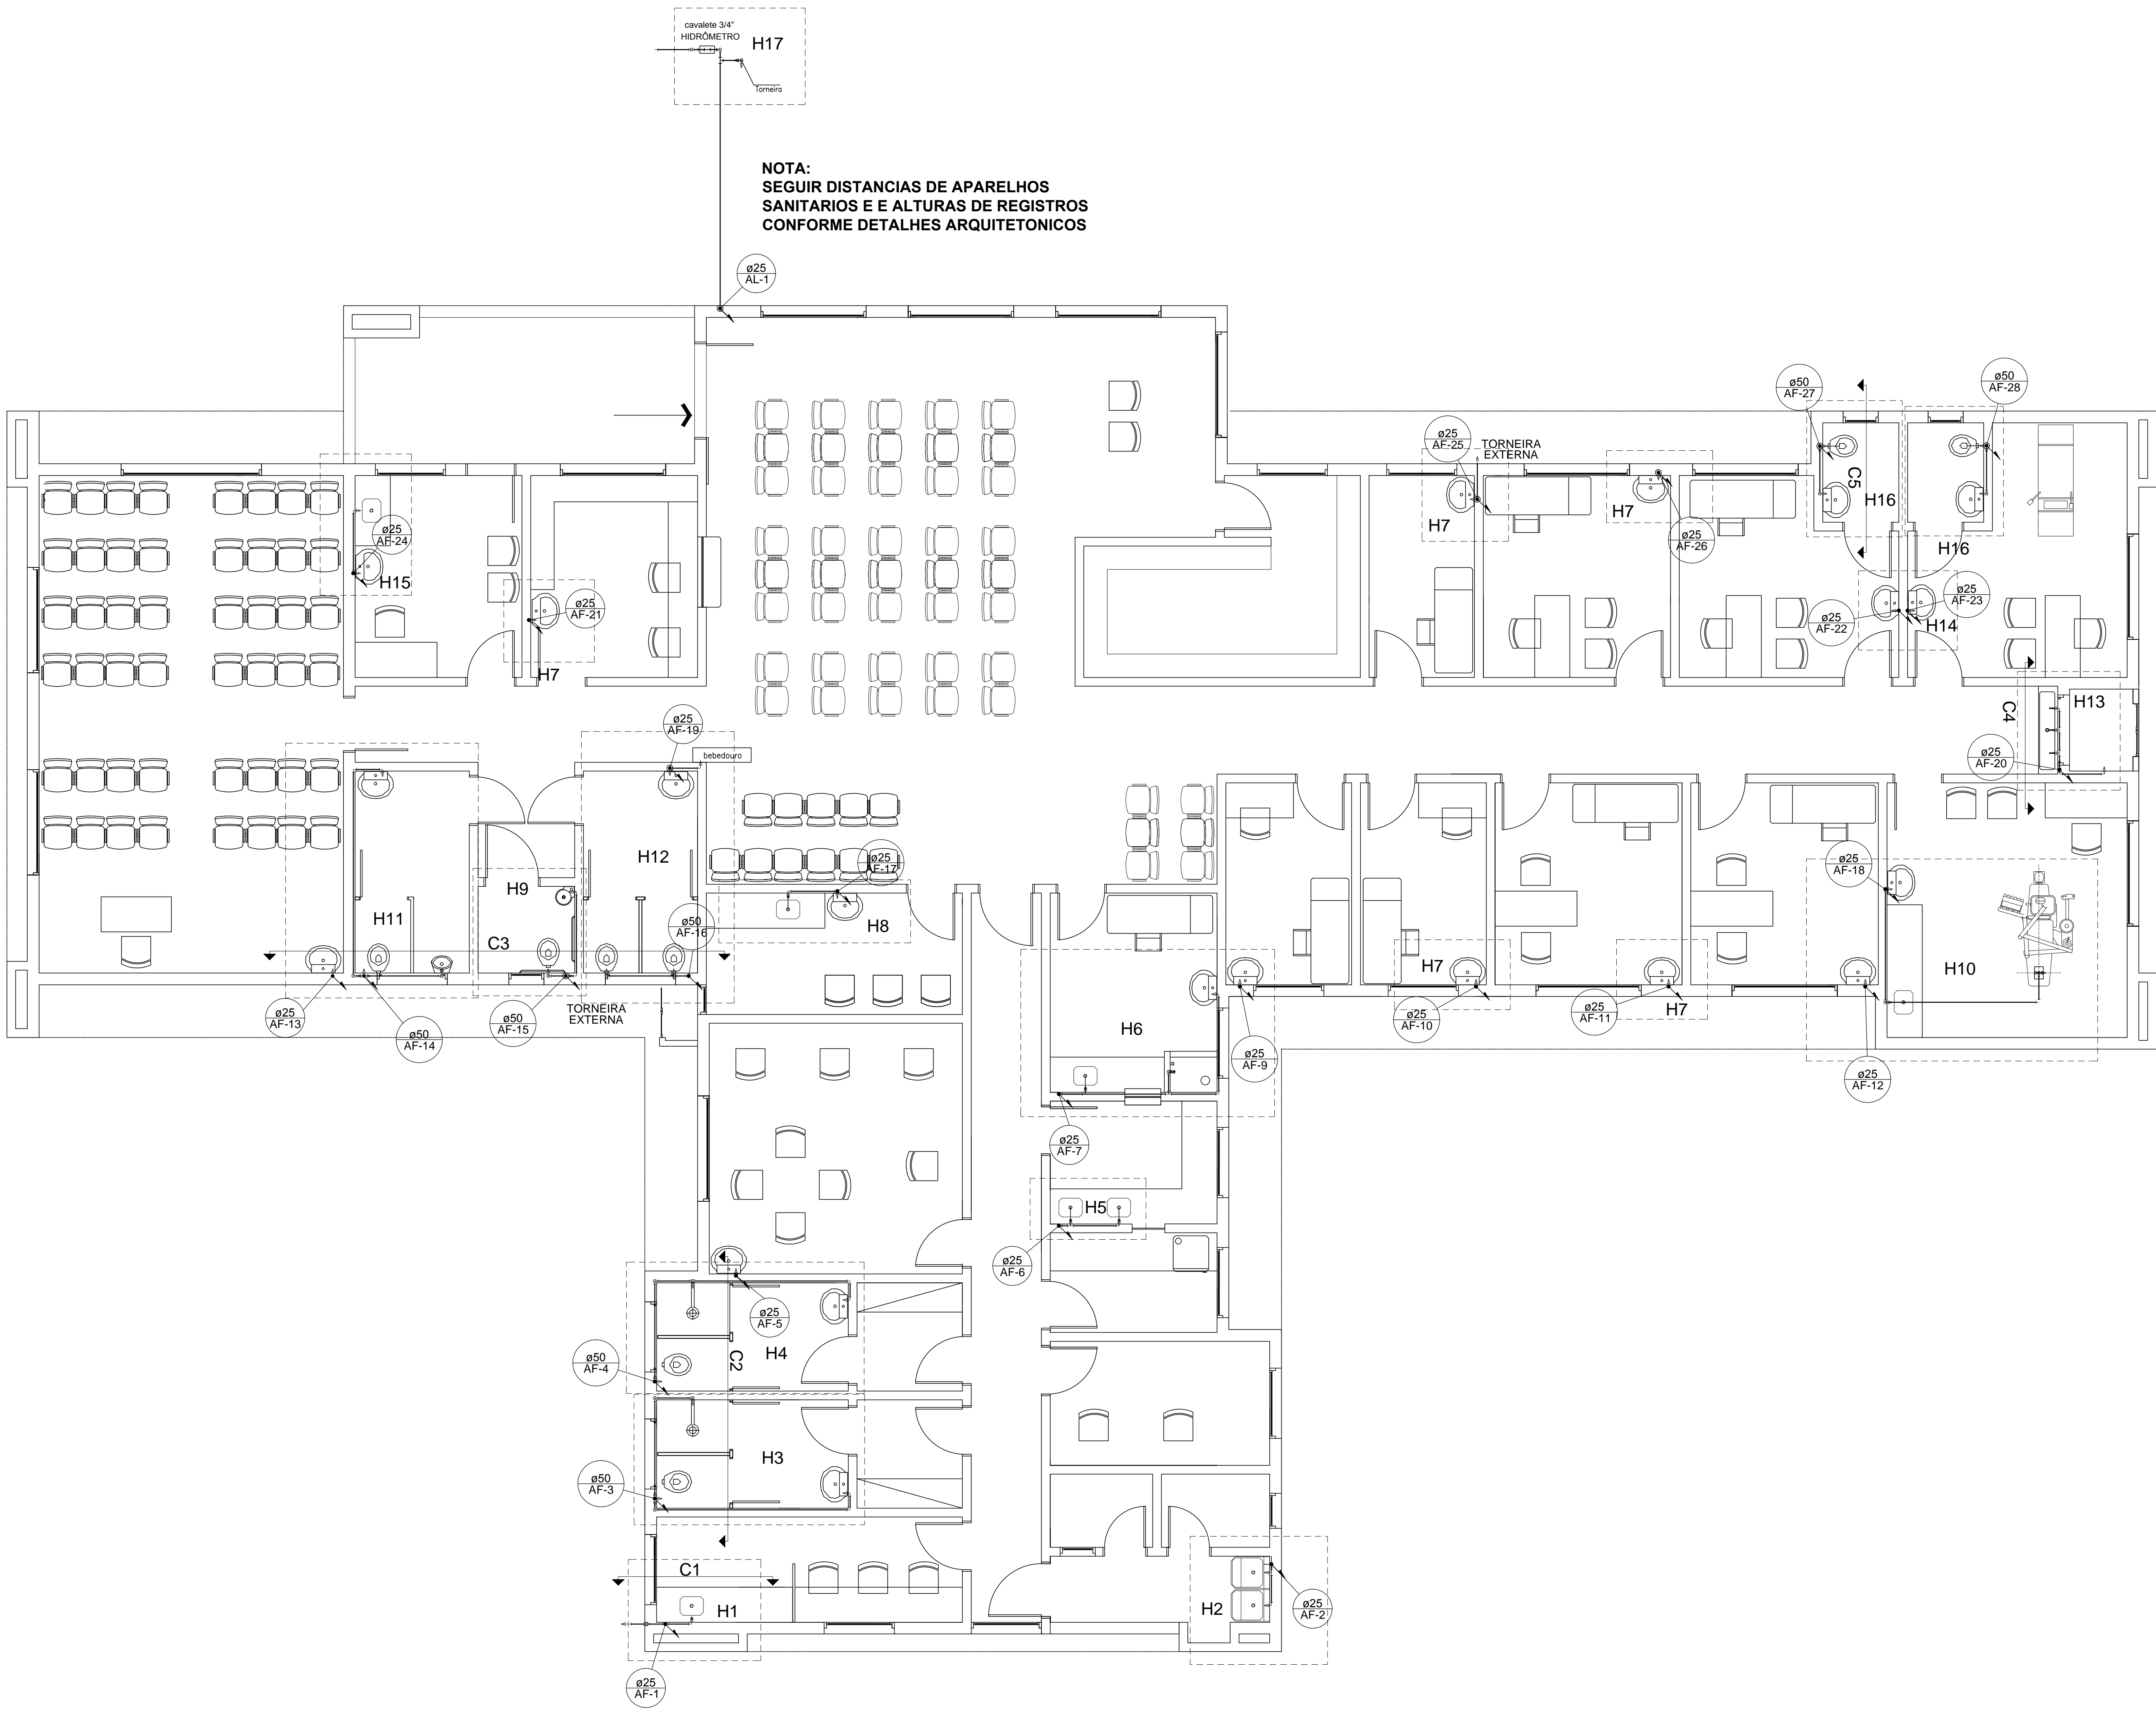 cavalete 3/4"
HIDRÔMETRO
H17
Torneira
NOTA:
SEGUIR DISTANCIAS DE APARELHOS
SANITARIOS E E ALTURAS DE REGISTROS
CONFORME DETALHES ARQUITETONICOS
ø25
AL-1
ø50
AF-27
ø50
AF-28
ø25
AF-25
TORNEIRA
EXTERNA
C5
H16
H7
H7
ø25
AF-24
ø25
AF-26
H16
H15
ø25
AF-21
ø25
AF-23
ø25
AF-22
H14
H7
H13
C4
ø25
AF-19
bebedouro
ø25
AF-20
H12
ø25
AF-17
ø25
AF-18
H9
H11
ø50
AF-16
H8
C3
H7
H10
ø25
AF-13
ø50
AF-14
ø50
AF-15
TORNEIRA
EXTERNA
H6
ø25
AF-10
ø25
AF-11
H7
ø25
AF-9
ø25
AF-12
ø25
AF-7
H5
ø25
AF-6
ø25
AF-5
H4
C2
ø50
AF-4
H3
ø50
AF-3
C1
H1
H2
ø25
AF-2
ø25
AF-1